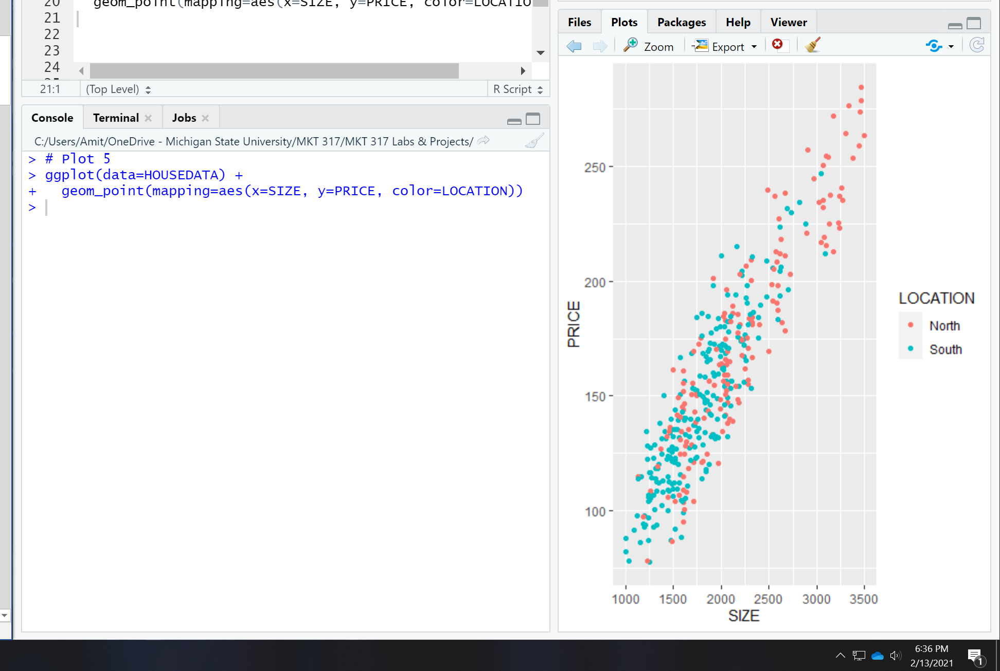 20 geom_point(mapping=aes(x=SIZE, y=PRICE, color=LOCATIO
21
22
23
24
21:1 (Top Level) R Script
Console Terminal Jobs
C:/Users/Amit/OneDrive - Michigan State University/MKT 317/MKT 317 Labs & Projects/
> # Plot 5
> ggplot(data=HOUSEDATA) +
+   geom_point(mapping=aes(x=SIZE, y=PRICE, color=LOCATION))
>
Files Plots Packages Help Viewer
Zoom Export
250
200
150
100
PRICE
1000 1500 2000 2500 3000 3500
SIZE
LOCATION
North
South
6:36 PM
2/13/2021
1